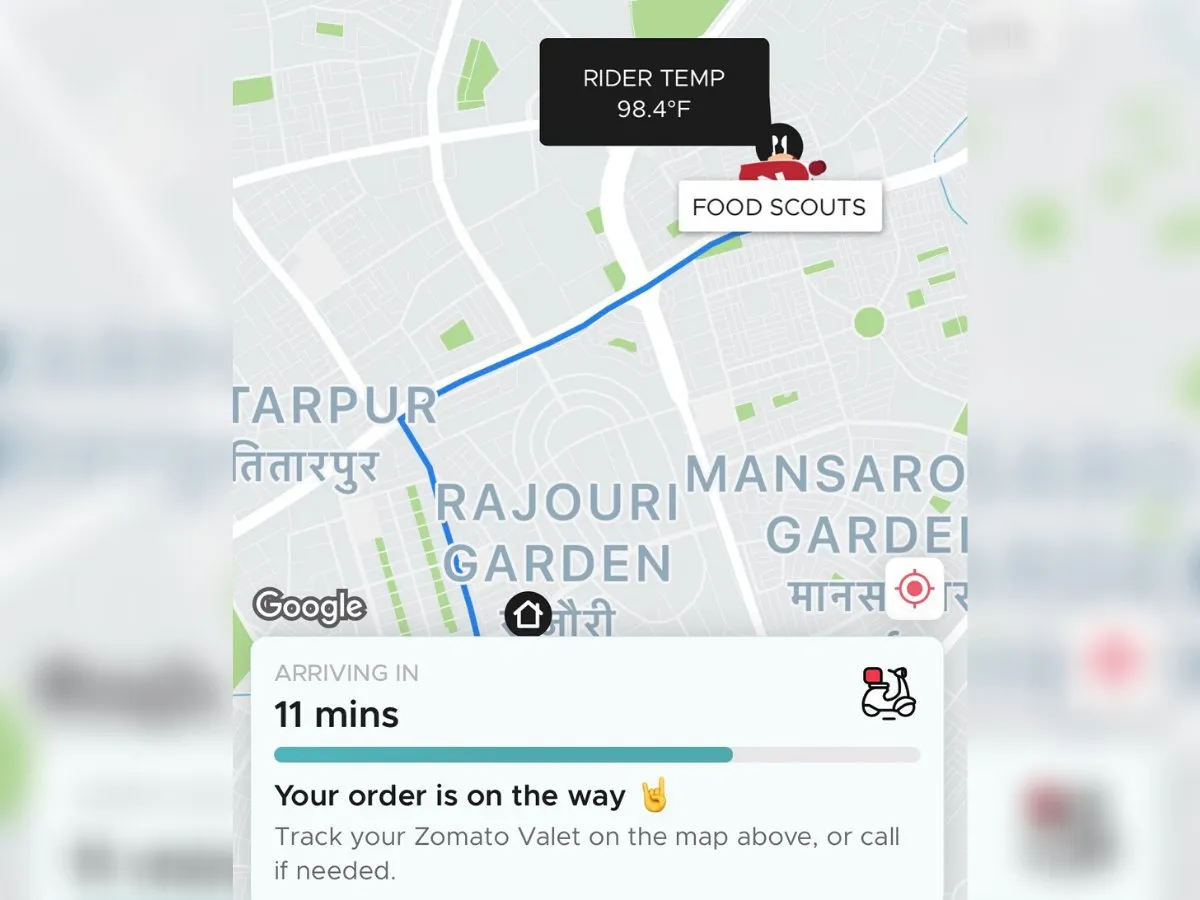 RIDER TEMP
98.4°F
FOOD SCOUTS
TARPUR
तितारपुर
RAJOURI
GARDEN
MANSARO
GARDE
Google
ARRIVING IN
11 mins
Your order is on the way 🤘
Track your Zomato Valet on the map above, or call
if needed.